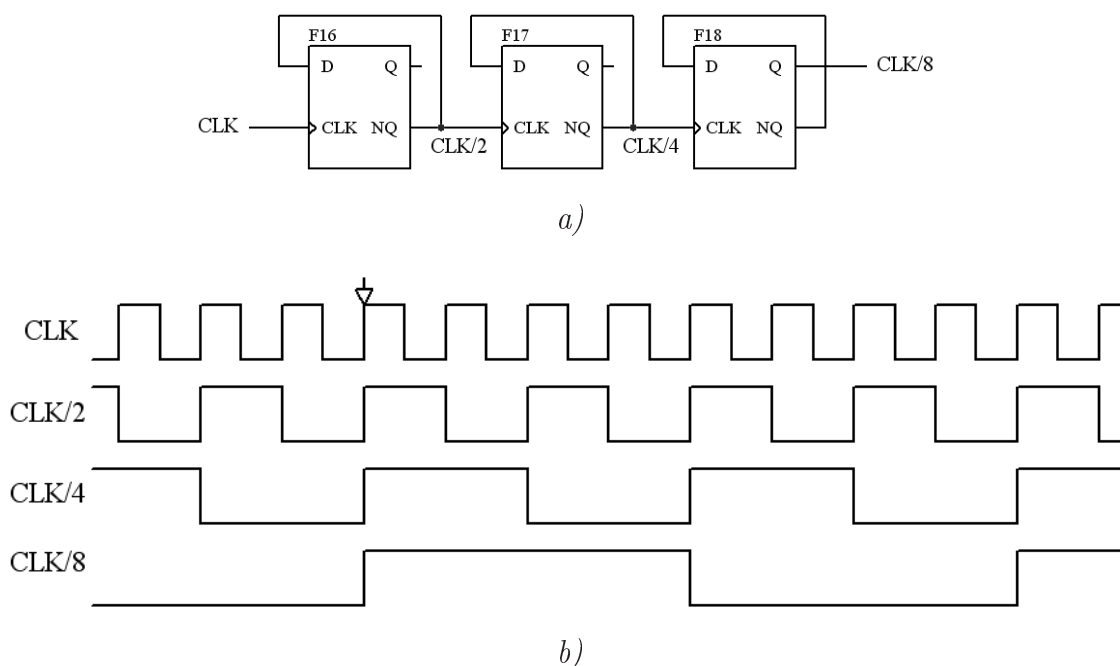 F16 F17 F18
D Q D Q D Q CLK/8
CLK CLK NQ CLK NQ CLK NQ
CLK/2 CLK/4
a)
CLK
CLK/2
CLK/4
CLK/8
b)